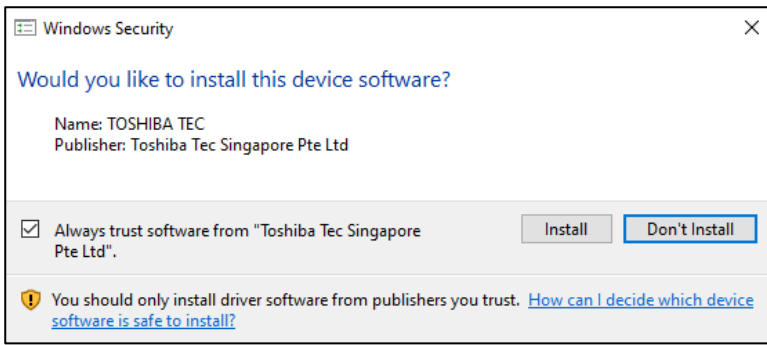 Windows Security
Would you like to install this device software?
Name: TOSHIBA TEC
Publisher: Toshiba Tec Singapore Pte Ltd
Always trust software from "Toshiba Tec Singapore
Pte Ltd".
Install
Don't Install
You should only install driver software from publishers you trust. How can I decide which device
software is safe to install?